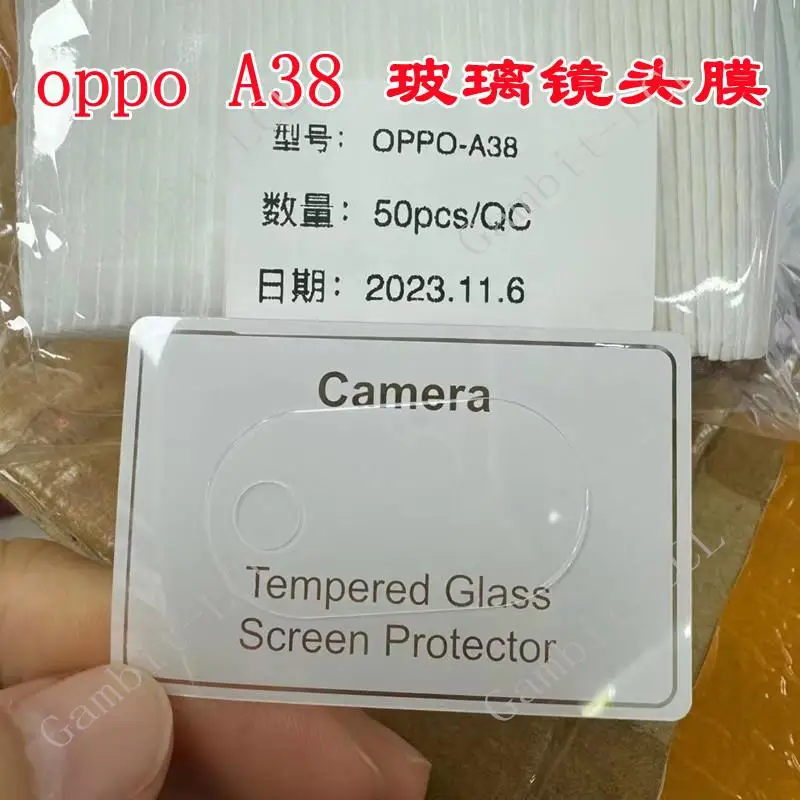 oppo A38 玻璃镜头膜
型号: OPPO-A38
数量: 50pcs/QC
日期: 2023.11.6
Camera
Tempered Glass
Screen Protector